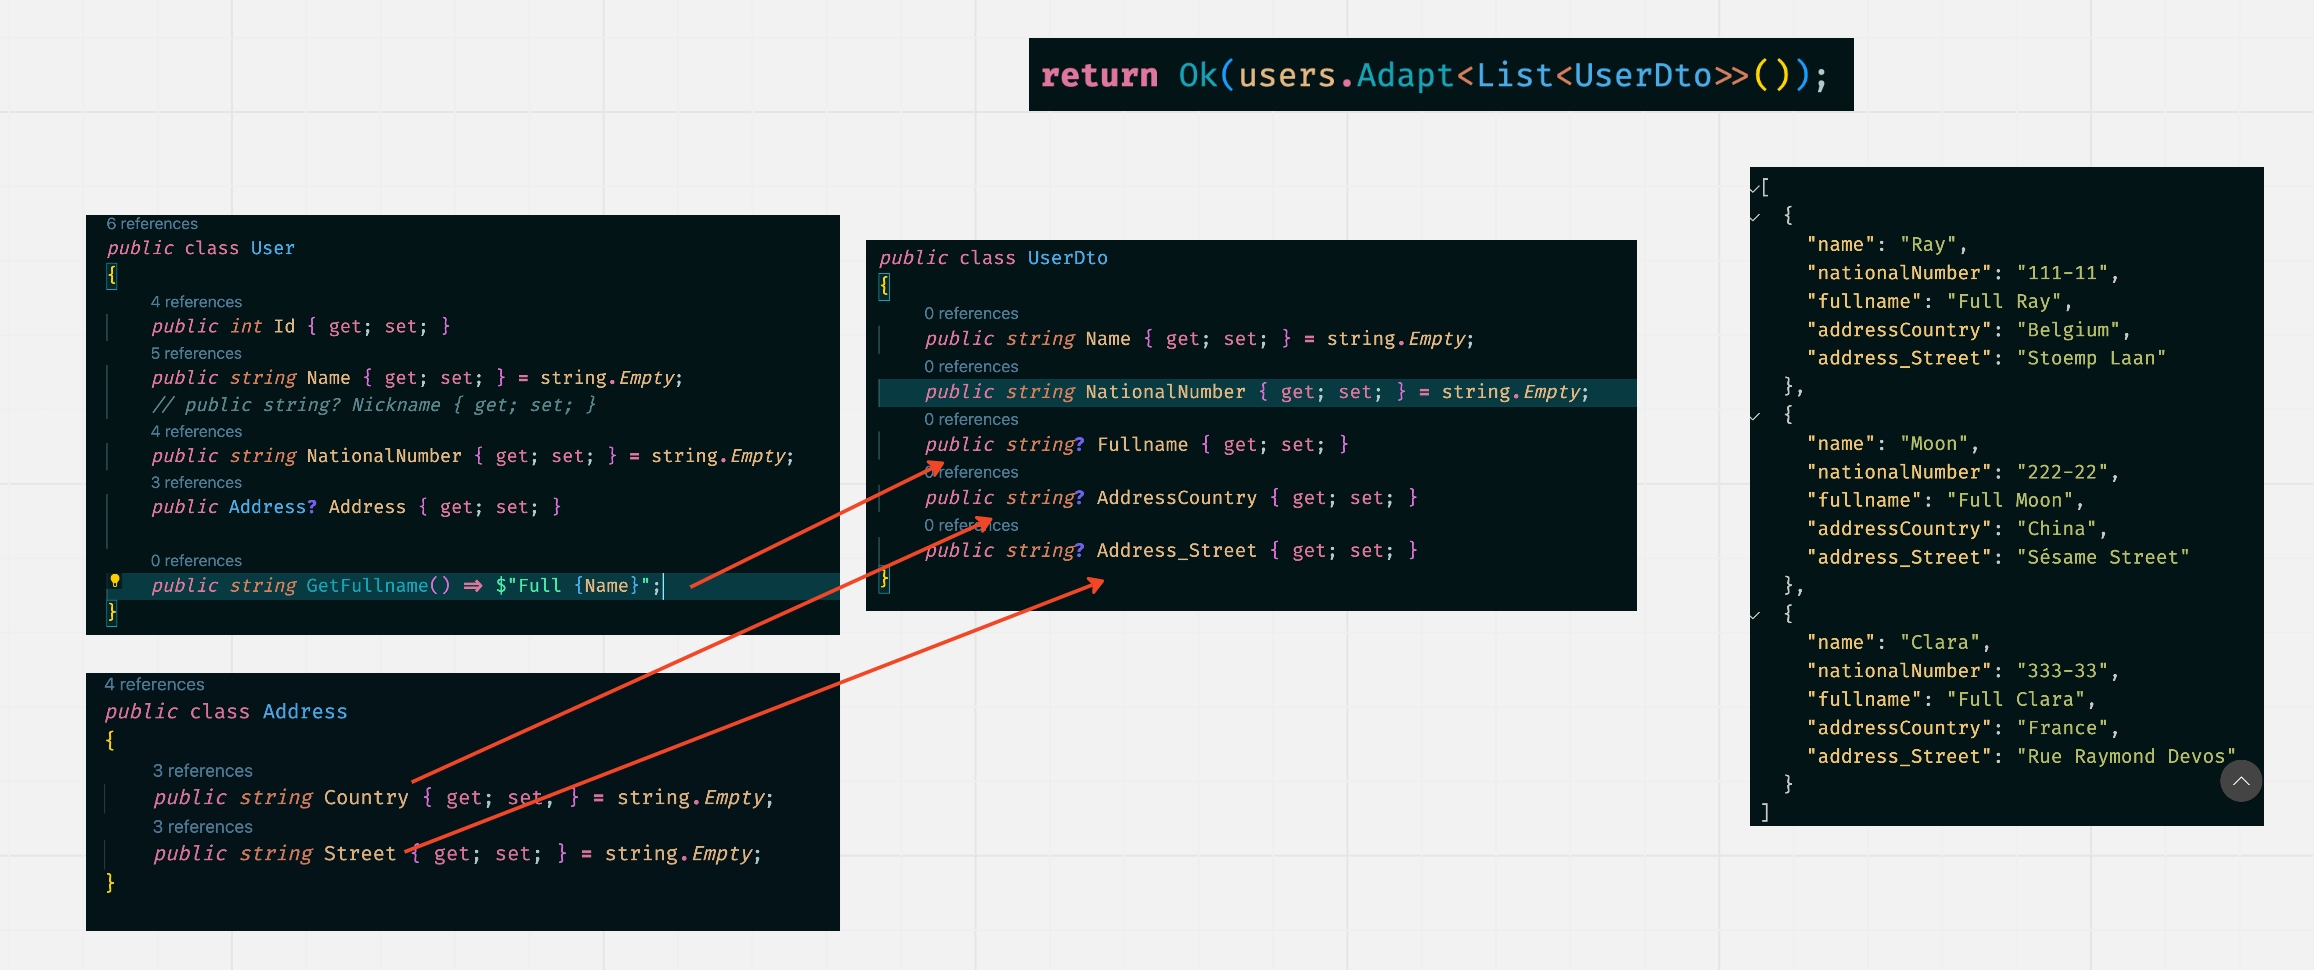 return Ok(users.Adapt<List<UserDto>>());
6 references
public class User
{
4 references
public int Id { get; set; }
5 references
public string Name { get; set; } = string.Empty;
// public string? Nickname { get; set; }
4 references
public string NationalNumber { get; set; } = string.Empty;
3 references
public Address? Address { get; set; }
0 references
public string GetFullname() => $"Full {Name}";
}
public class UserDto
{
0 references
public string Name { get; set; } = string.Empty;
0 references
public string NationalNumber { get; set; } = string.Empty;
0 references
public string? Fullname { get; set; }
0 references
public string? AddressCountry { get; set; }
0 references
public string? Address_Street { get; set; }
}
4 references
public class Address
{
3 references
public string Country { get; set; } = string.Empty;
3 references
public string Street { get; set; } = string.Empty;
}
[
{
"name": "Ray",
"nationalNumber": "111-11",
"fullname": "Full Ray",
"addressCountry": "Belgium",
"address_Street": "Stoemp Laan"
},
{
"name": "Moon",
"nationalNumber": "222-22",
"fullname": "Full Moon",
"addressCountry": "China",
"address_Street": "Sésame Street"
},
{
"name": "Clara",
"nationalNumber": "333-33",
"fullname": "Full Clara",
"addressCountry": "France",
"address_Street": "Rue Raymond Devos"
}
]